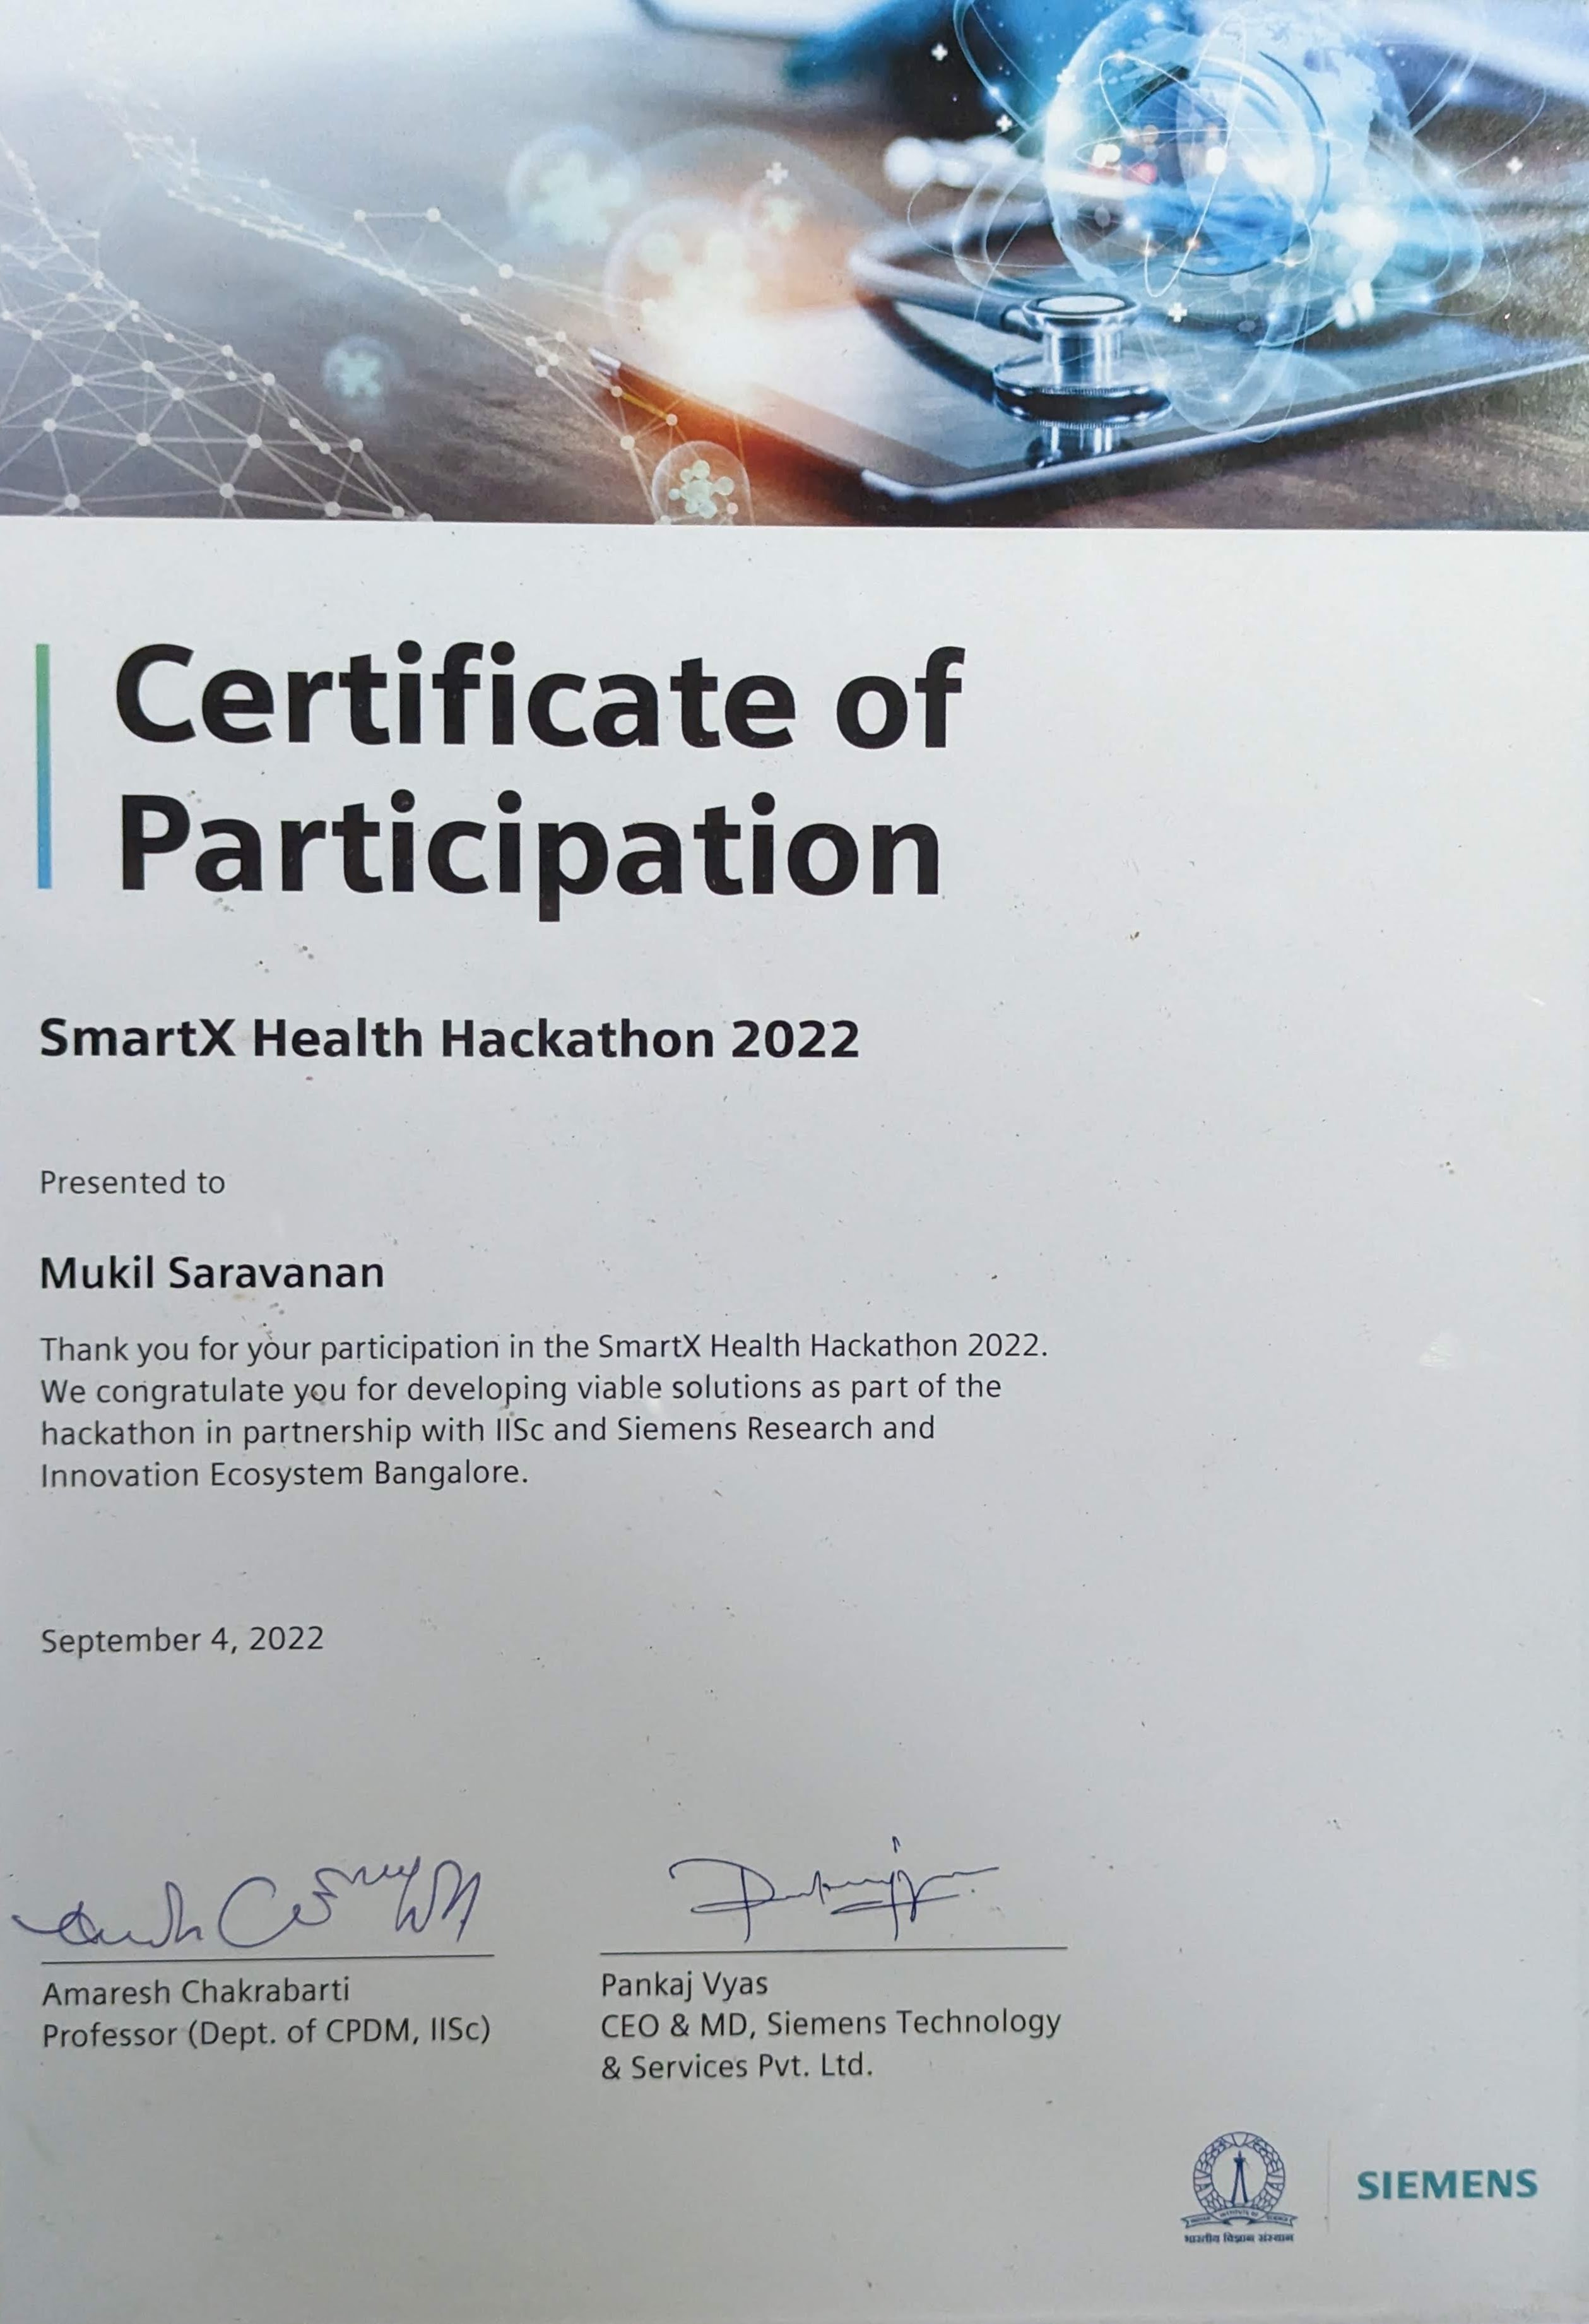 Certificate of
Participation
SmartX Health Hackathon 2022
Presented to
Mukil Saravanan
Thank you for your participation in the SmartX Health Hackathon 2022.
We congratulate you for developing viable solutions as part of the
hackathon in partnership with IISc and Siemens Research and
Innovation Ecosystem Bangalore.
September 4, 2022
Amaresh Chakrabarti
Professor (Dept. of CPDM, IISc)
Pankaj Vyas
CEO & MD, Siemens Technology
& Services Pvt. Ltd.
भारतीय विज्ञान संस्थान
SIEMENS